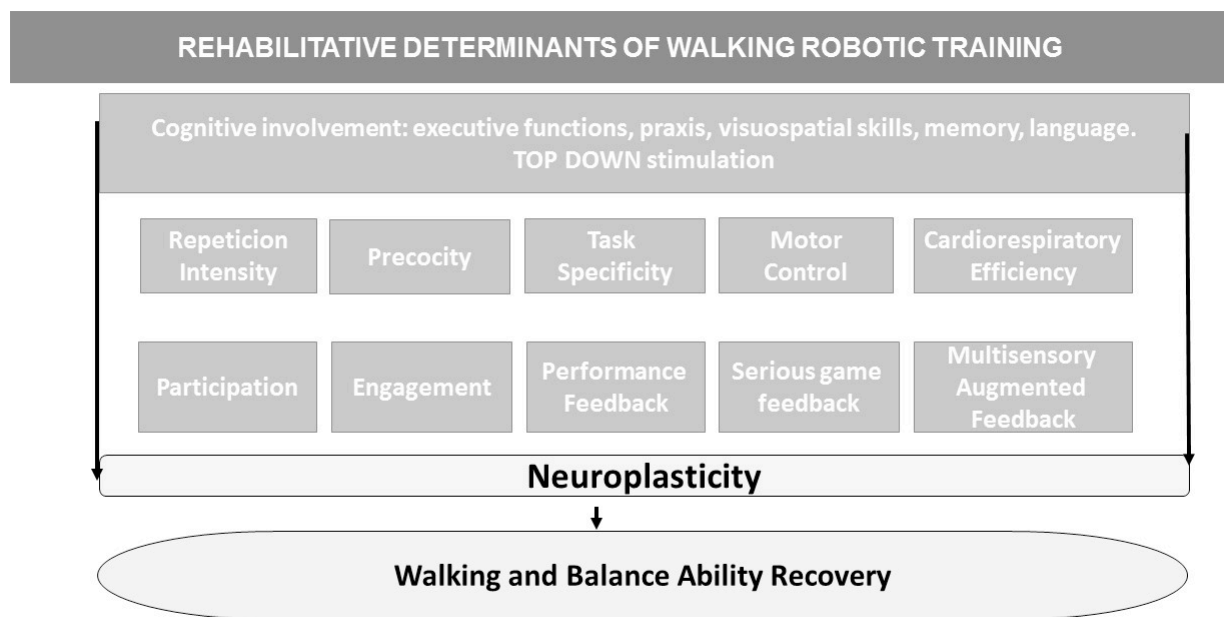 REHABILITATIVE DETERMINANTS OF WALKING ROBOTIC TRAINING
Cognitive involvement: executive functions, praxis, visuospatial skills, memory, language.
TOP DOWN stimulation
Repeticion
Intensity
Precocity
Task
Specificity
Motor
Control
Cardiorespiratory
Efficiency
Participation
Engagement
Performance
Feedback
Serious game
feedback
Multisensory
Augmented
Feedback
Neuroplasticity
Walking and Balance Ability Recovery